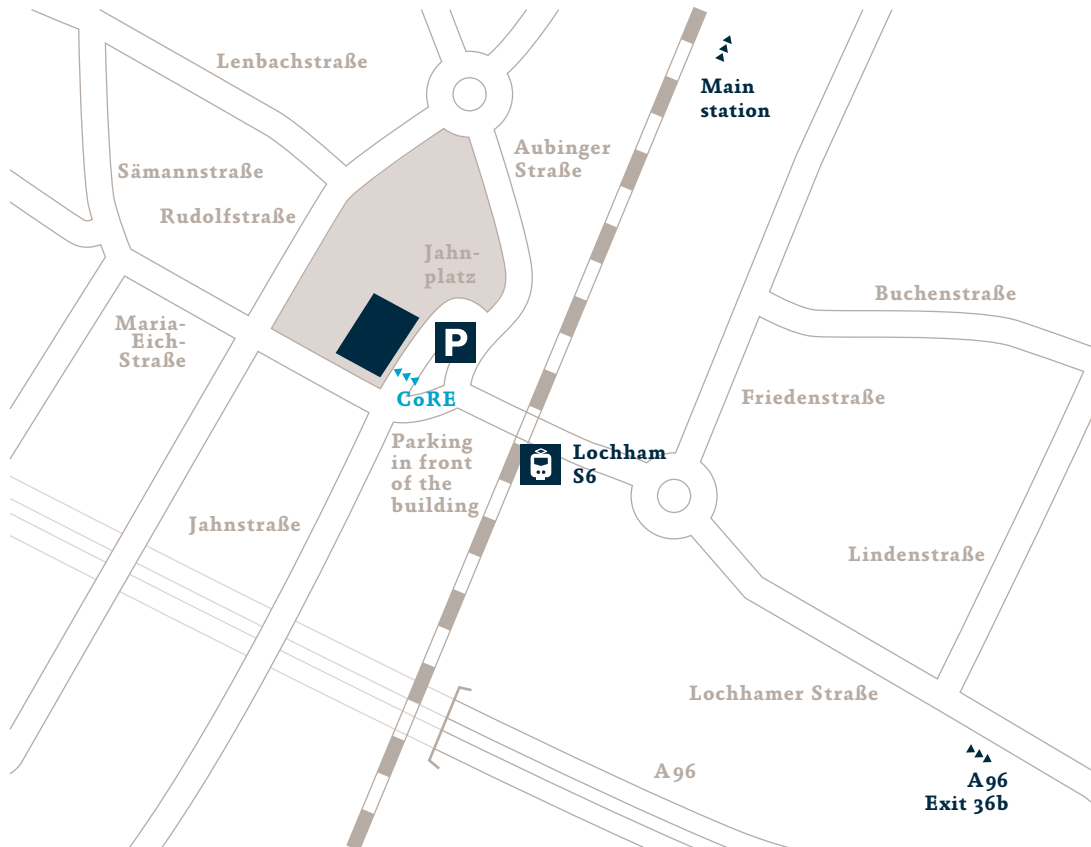 Lenbachstraße
Main
station
Aubinger
Straße
Sämannstraße
Rudolfstraße
Jahn-
platz
Buchenstraße
Maria-
Eich-
Straße
P
CoRE
Friedenstraße
Parking
in front
of the
building
Lochham
S6
Jahnstraße
Lindenstraße
Lochhamer Straße
A96
A96
Exit 36b